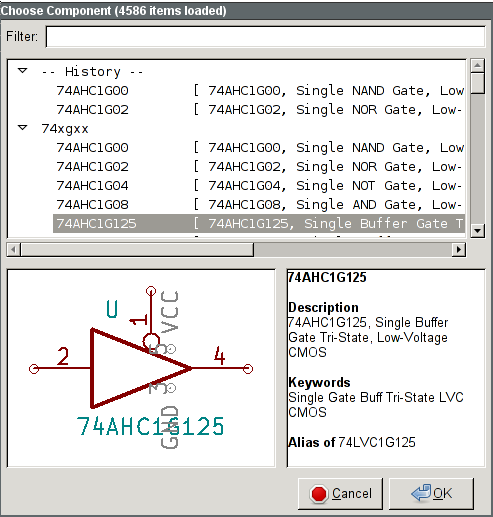 Choose Component (4586 items loaded)
Filter:
-- History --
74AHC1G00 [ 74AHC1G00, Single NAND Gate, Low
74AHC1G02 [ 74AHC1G02, Single NOR Gate, Low-
74xgxx
74AHC1G00 [ 74AHC1G00, Single NAND Gate, Low
74AHC1G02 [ 74AHC1G02, Single NOR Gate, Low-
74AHC1G04 [ 74AHC1G04, Single NOT Gate, Low-
74AHC1G08 [ 74AHC1G08, Single AND Gate, Low-
74AHC1G125 [ 74AHC1G125, Single Buffer Gate T
U
1
VCC
5
2
4
3
GND
74AHC1G125
74AHC1G125
Description
74AHC1G125, Single Buffer
Gate Tri-State, Low-Voltage
CMOS
Keywords
Single Gate Buff Tri-State LVC
CMOS
Alias of 74LVC1G125
Cancel
OK